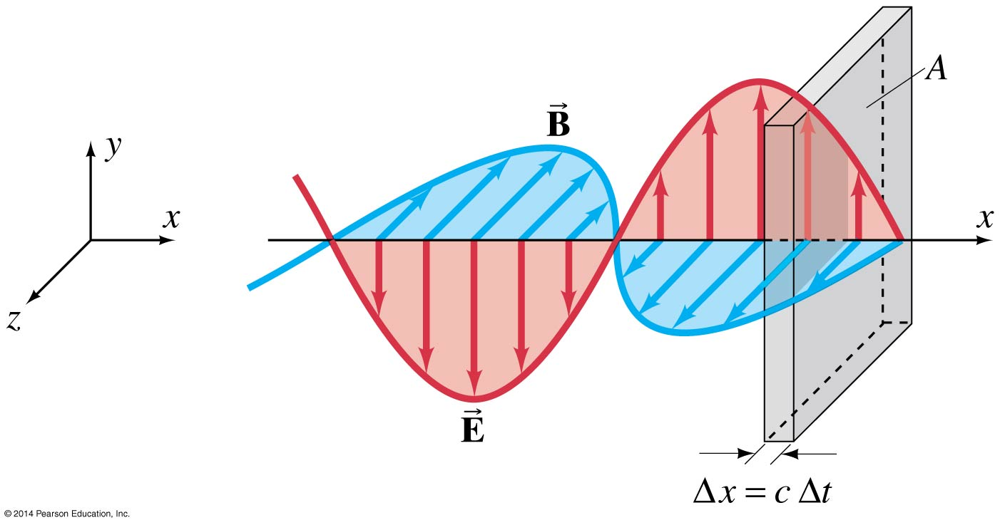 A
B⃗
y
x
x
z
E⃗
Δx = c Δt
© 2014 Pearson Education, Inc.